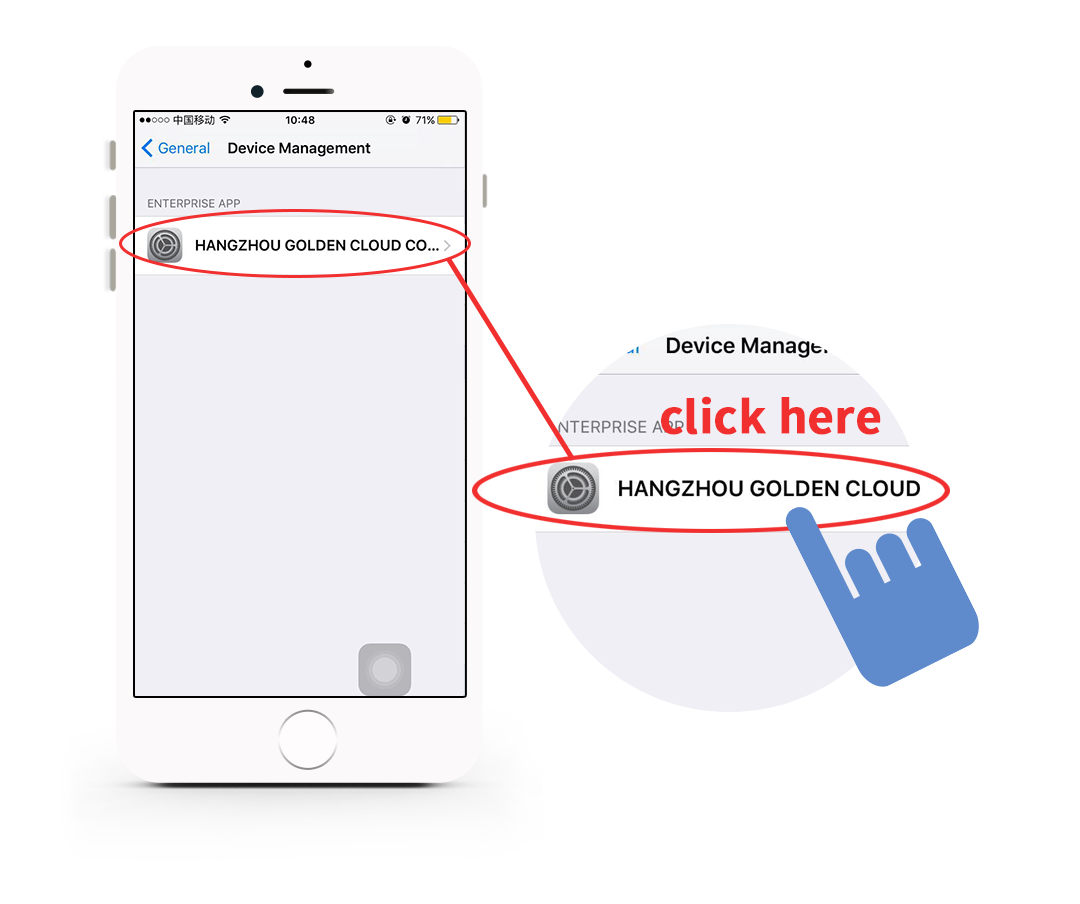 中国移动 10:48 71%
General Device Management
ENTERPRISE APP
HANGZHOU GOLDEN CLOUD CO...
Device Manage
click here
NTERPRISE APP
HANGZHOU GOLDEN CLOUD